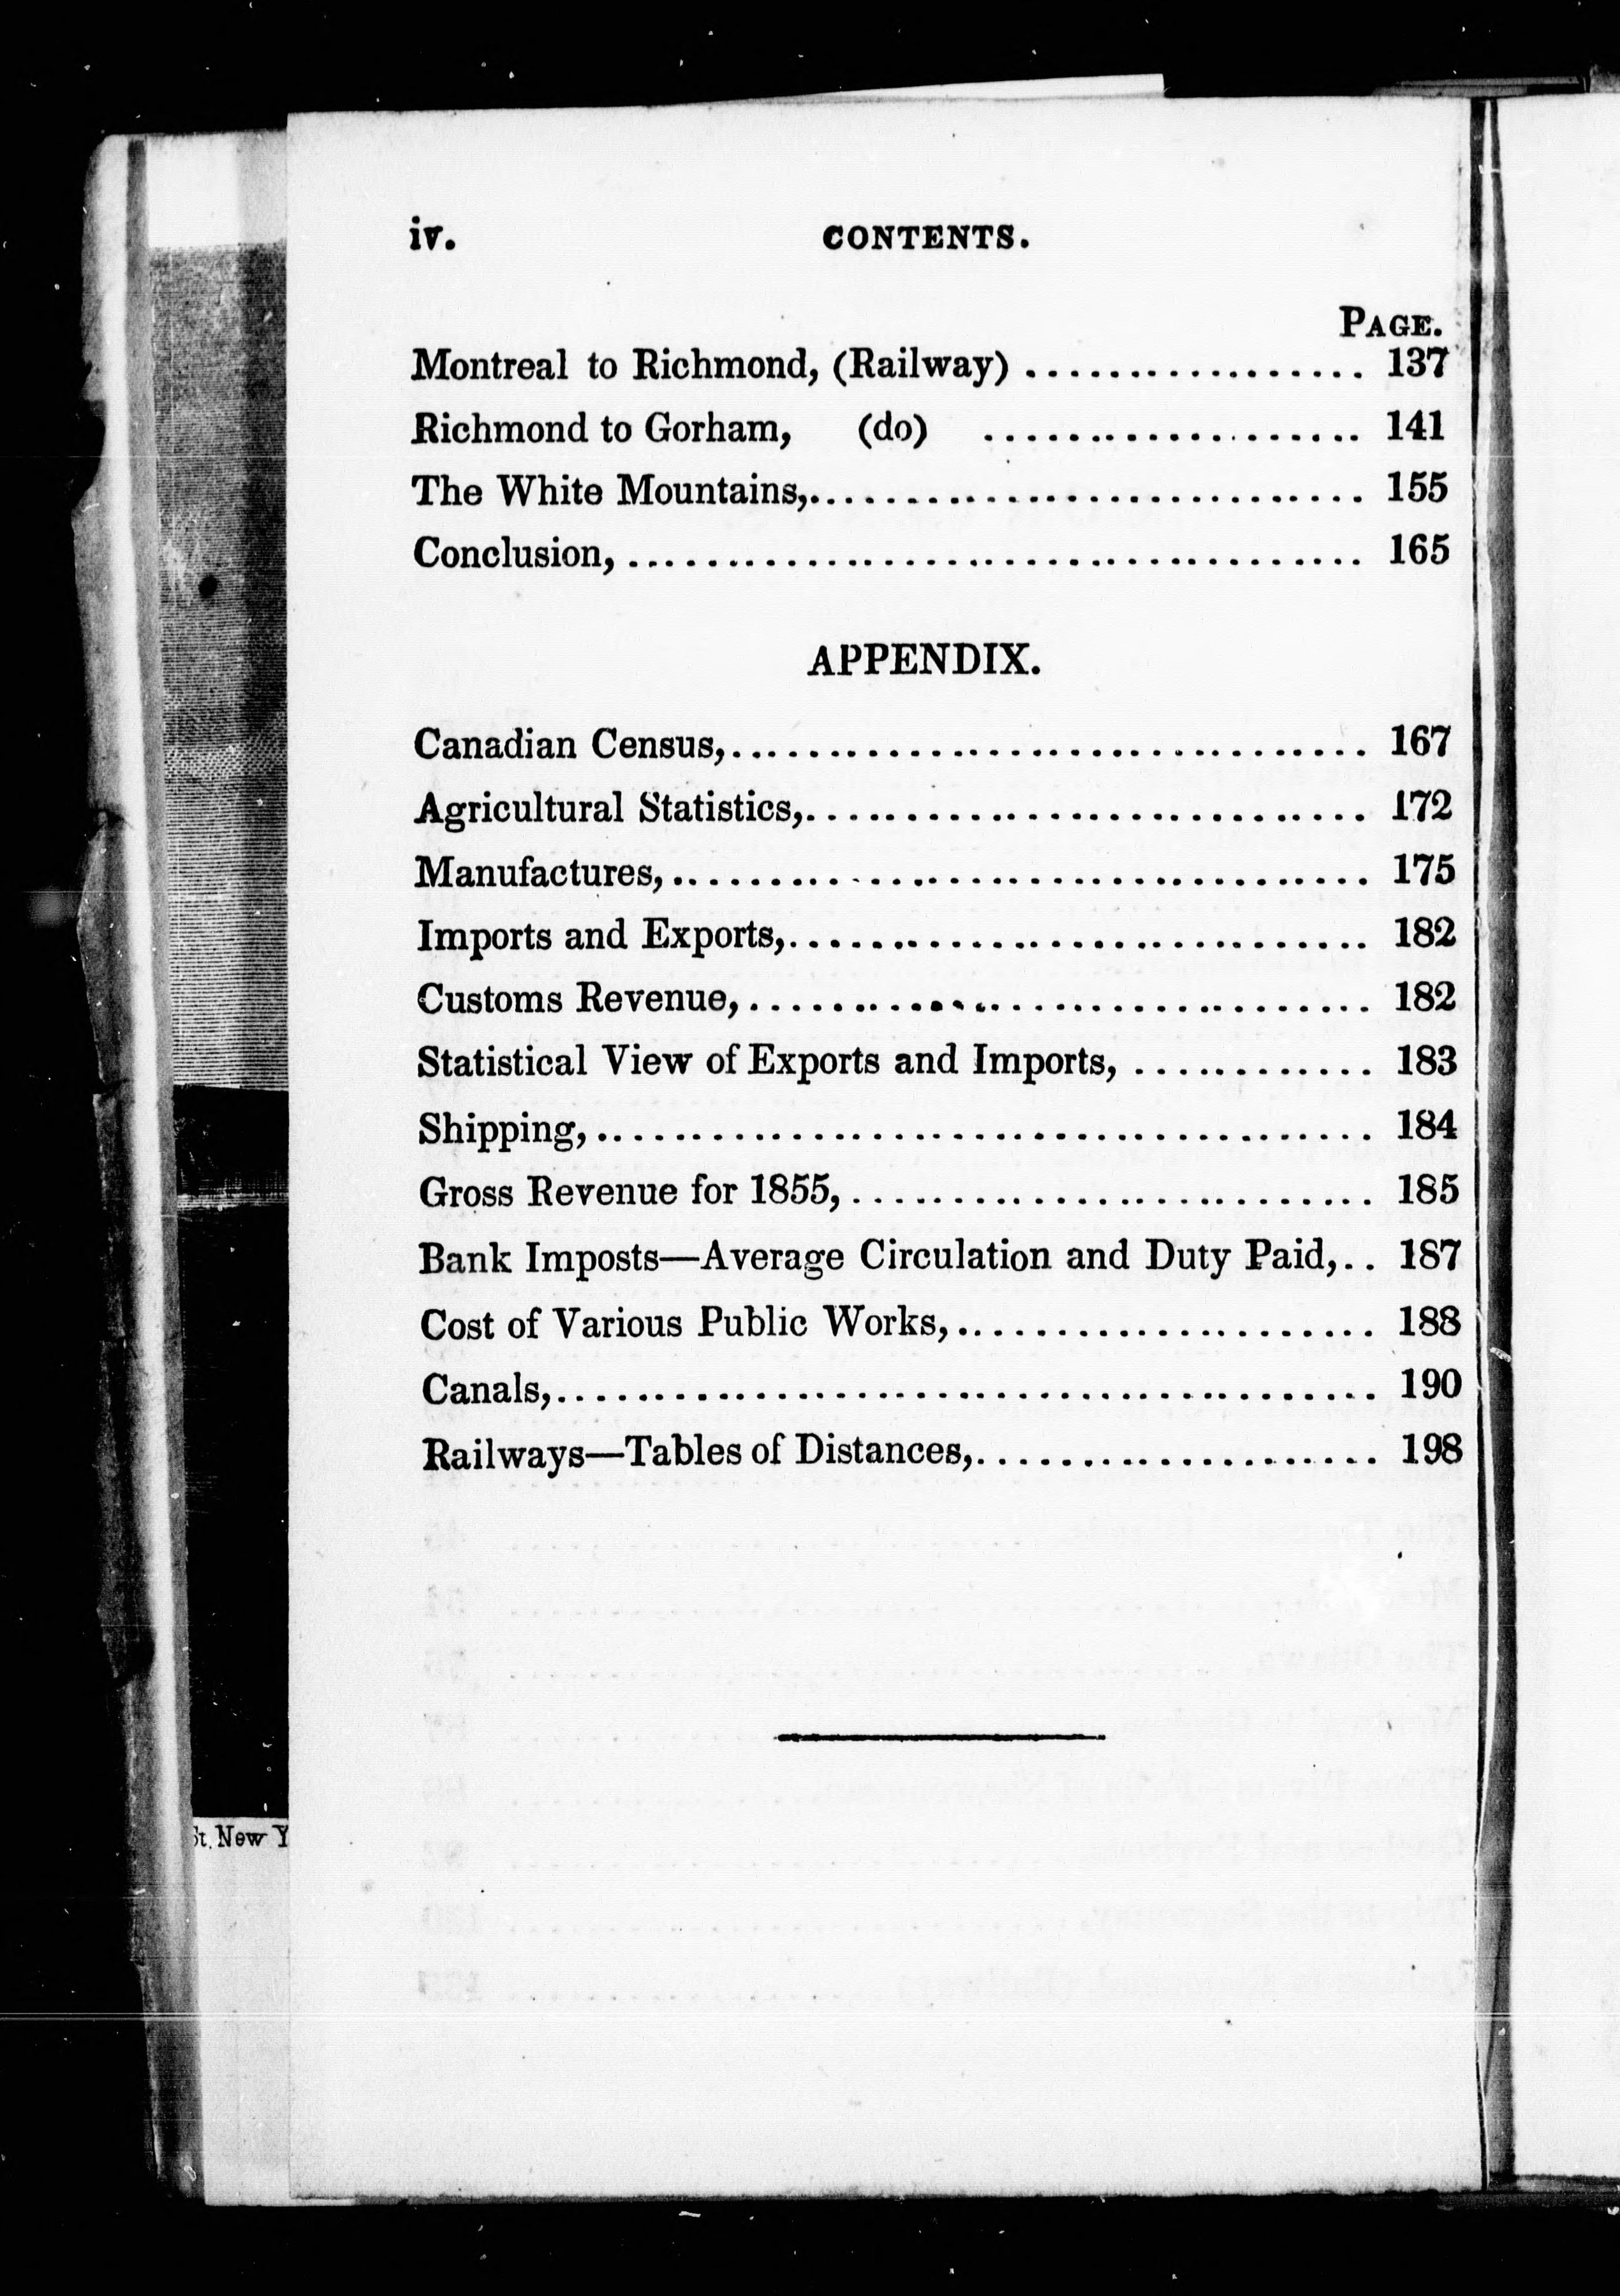 iv. CONTENTS.
PAGE.
Montreal to Richmond, (Railway) .................. 137
Richmond to Gorham, (do) ................... 141
The White Mountains,............................. 155
Conclusion, ...................................... 165
APPENDIX.
Canadian Census,................................. 167
Agricultural Statistics,............................. 172
Manufactures,.................................... 175
Imports and Exports,.............................. 182
Customs Revenue,................................ 182
Statistical View of Exports and Imports, ............ 183
Shipping,........................................ 184
Gross Revenue for 1855,........................... 185
Bank Imposts—Average Circulation and Duty Paid,.. 187
Cost of Various Public Works,...................... 188
Canals,.......................................... 190
Railways—Tables of Distances,..................... 198
St. New Y